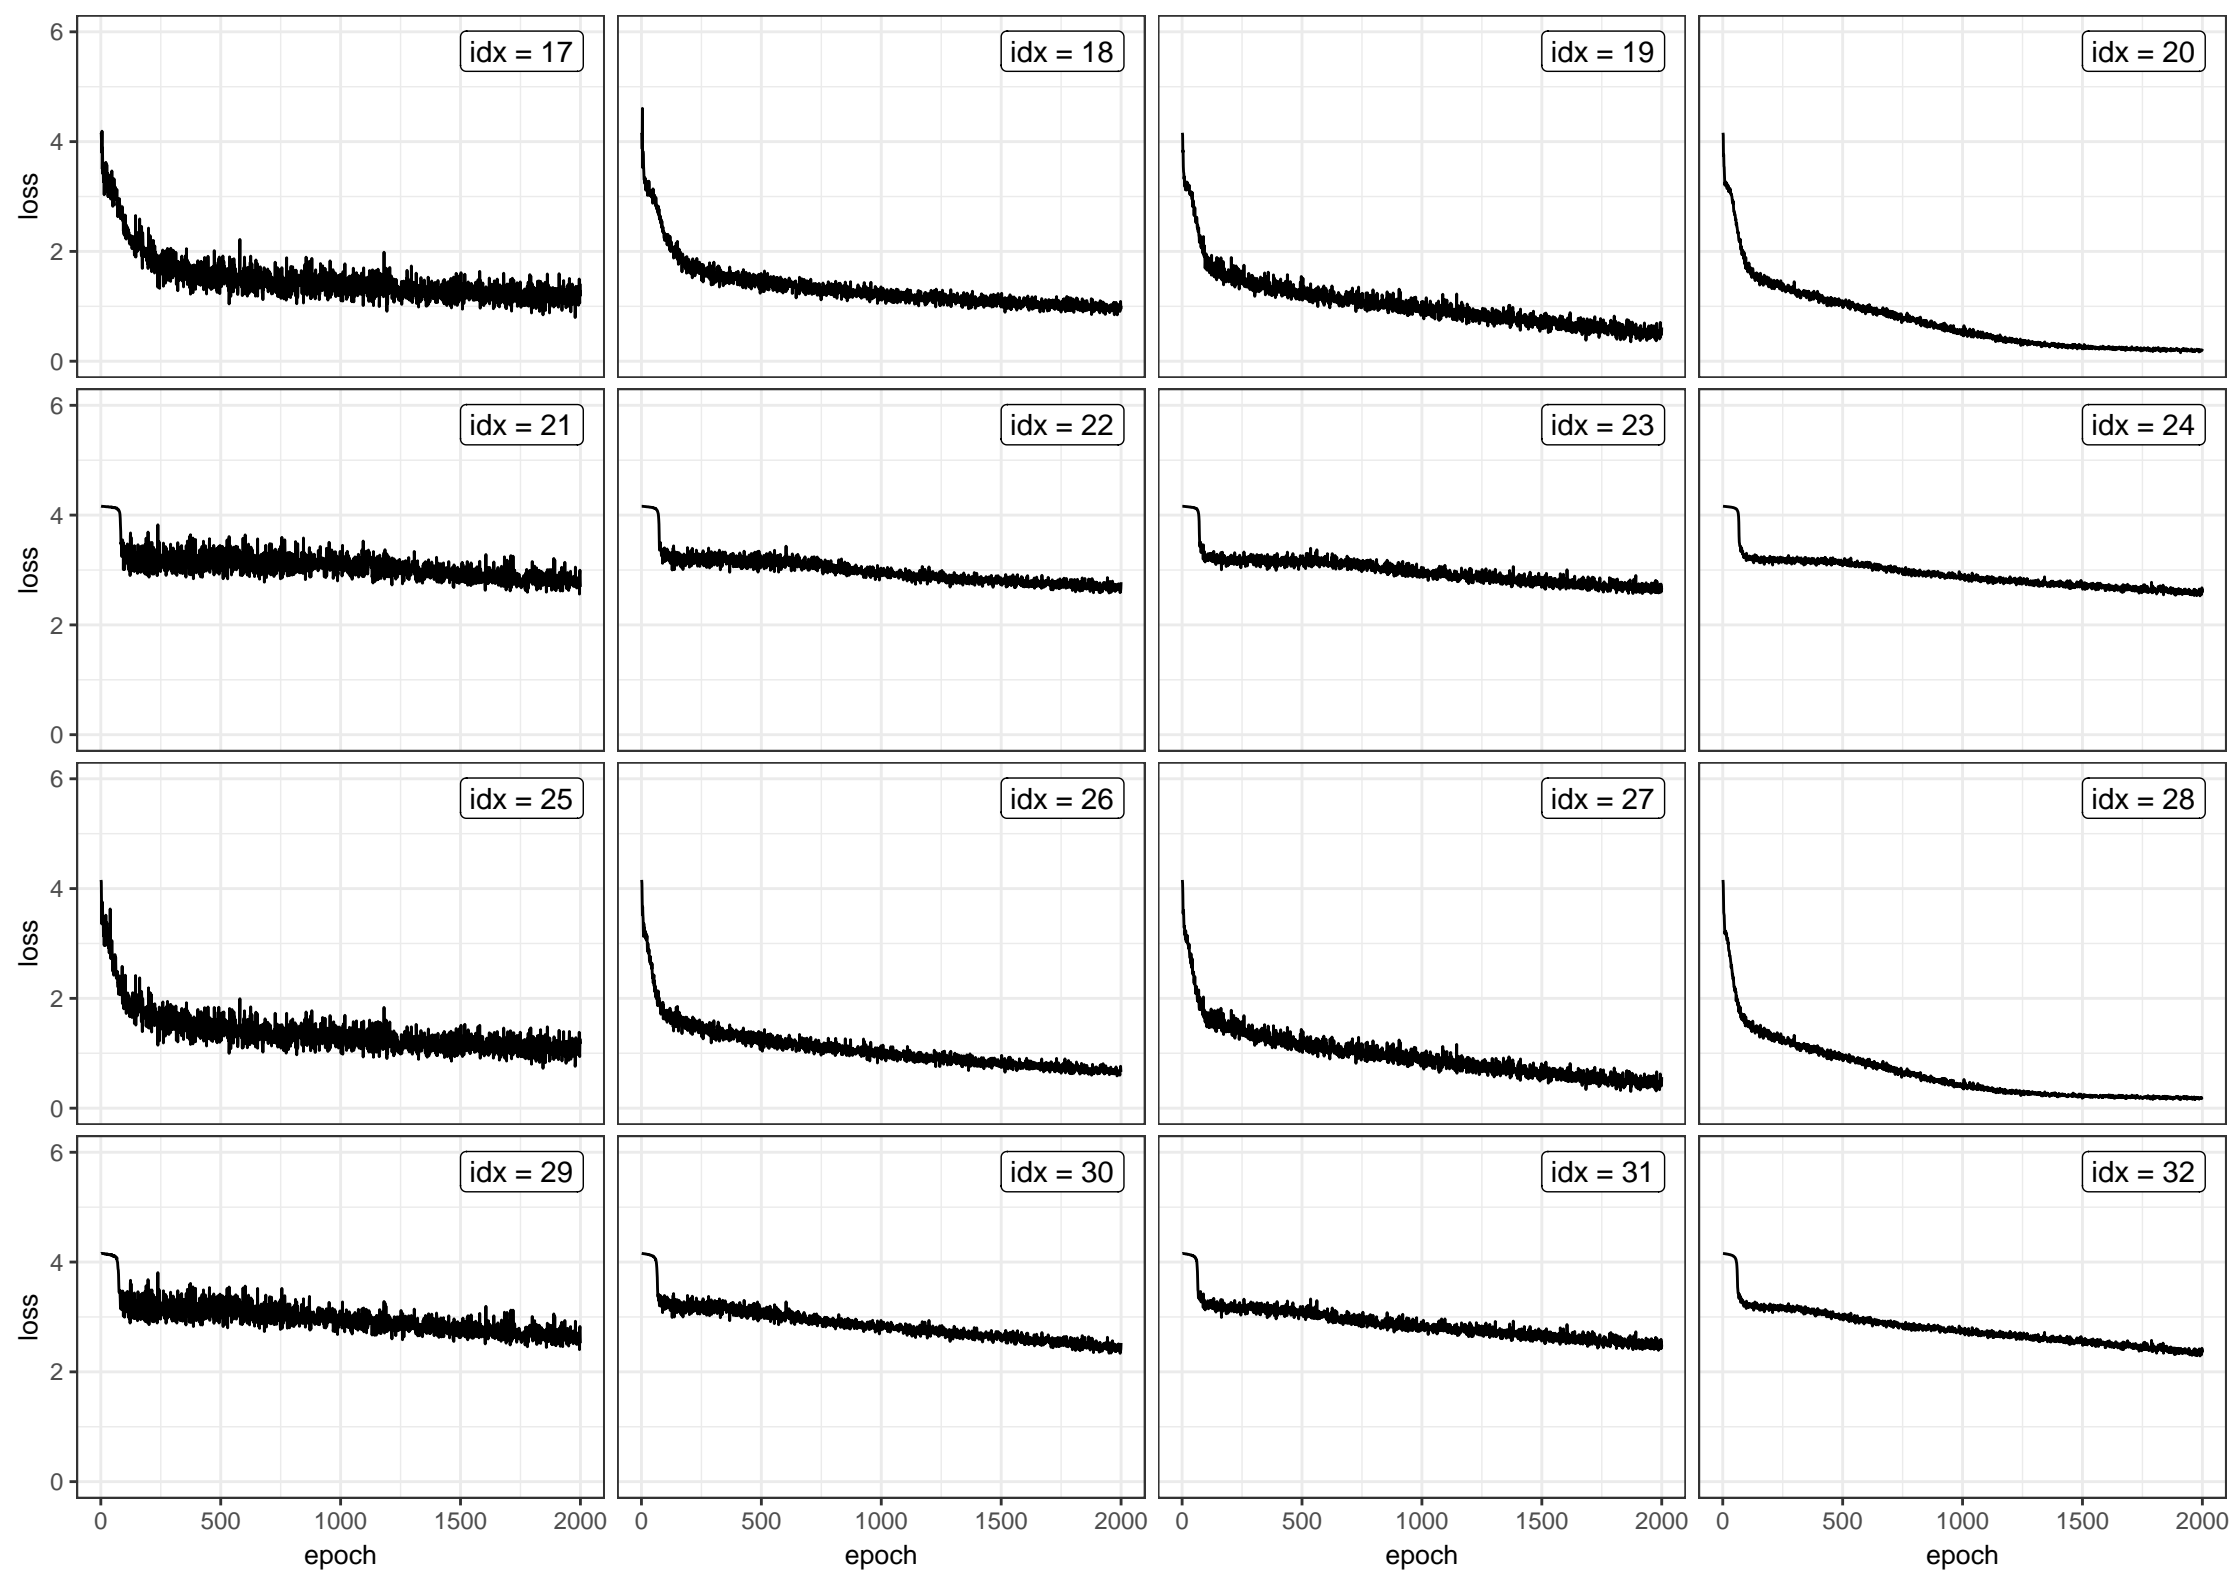 6
idx = 17
idx = 18
idx = 19
idx = 20
4
loss
2
0
6
idx = 21
idx = 22
idx = 23
idx = 24
4
loss
2
0
6
idx = 25
idx = 26
idx = 27
idx = 28
4
loss
2
0
6
idx = 29
idx = 30
idx = 31
idx = 32
4
loss
2
0
0 500 1000 1500 2000
0 500 1000 1500 2000
0 500 1000 1500 2000
0 500 1000 1500 2000
epoch
epoch
epoch
epoch